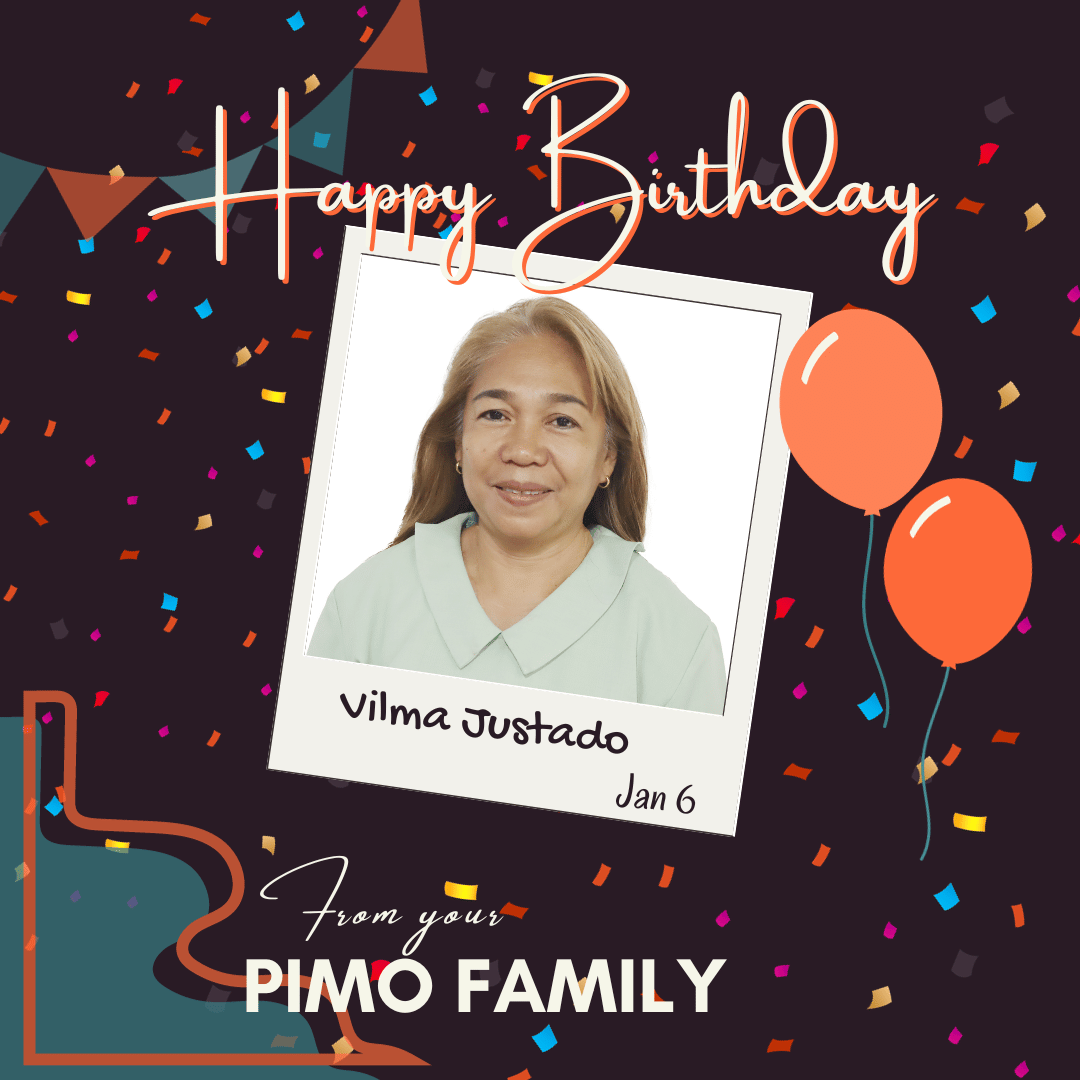 Happy Birthday
Vilma Justado
Jan 6
From your
PIMO FAMILY